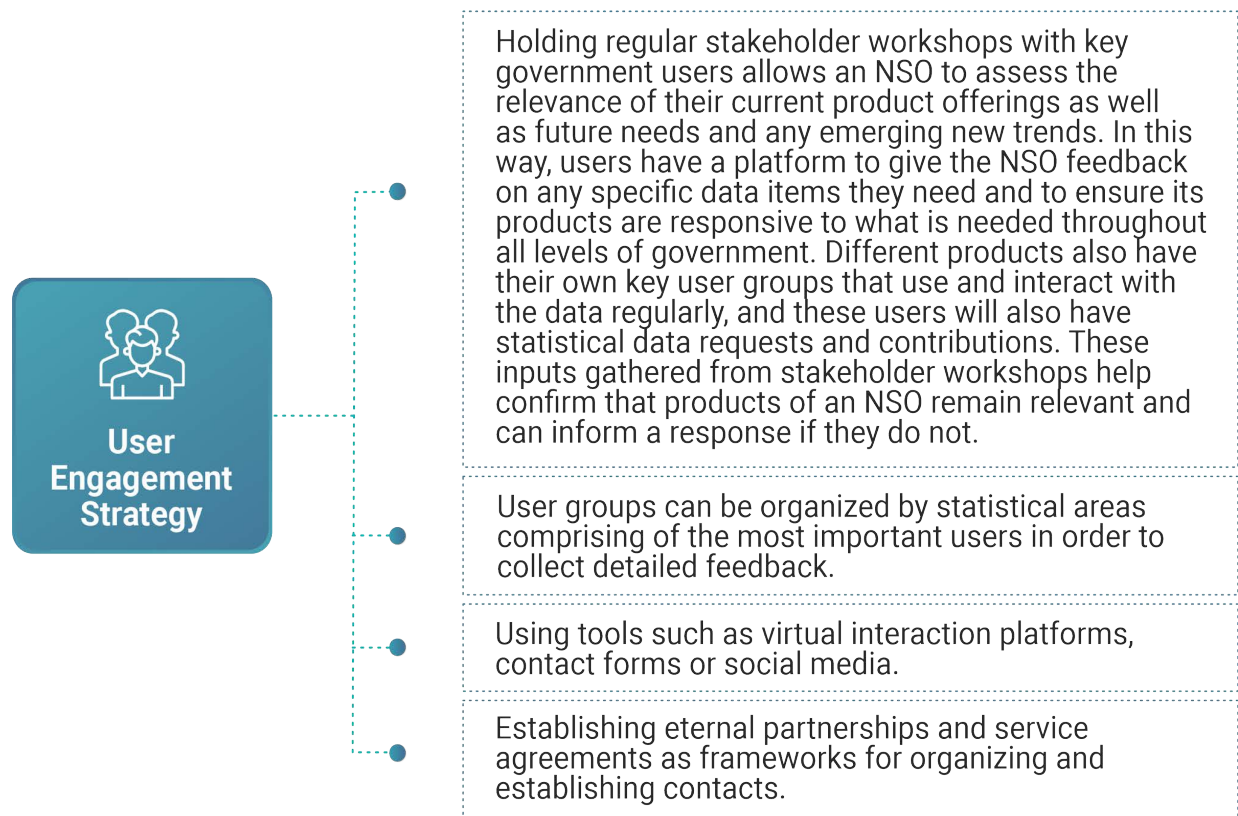 User
Engagement
Strategy
Holding regular stakeholder workshops with key
government users allows an NSO to assess the
relevance of their current product offerings as well
as future needs and any emerging new trends. In this
way, users have a platform to give the NSO feedback
on any specific data items they need and to ensure its
products are responsive to what is needed throughout
all levels of government. Different products also have
their own key user groups that use and interact with
the data regularly, and these users will also have
statistical data requests and contributions. These
inputs gathered from stakeholder workshops help
confirm that products of an NSO remain relevant and
can inform a response if they do not.
User groups can be organized by statistical areas
comprising of the most important users in order to
collect detailed feedback.
Using tools such as virtual interaction platforms,
contact forms or social media.
Establishing eternal partnerships and service
agreements as frameworks for organizing and
establishing contacts.